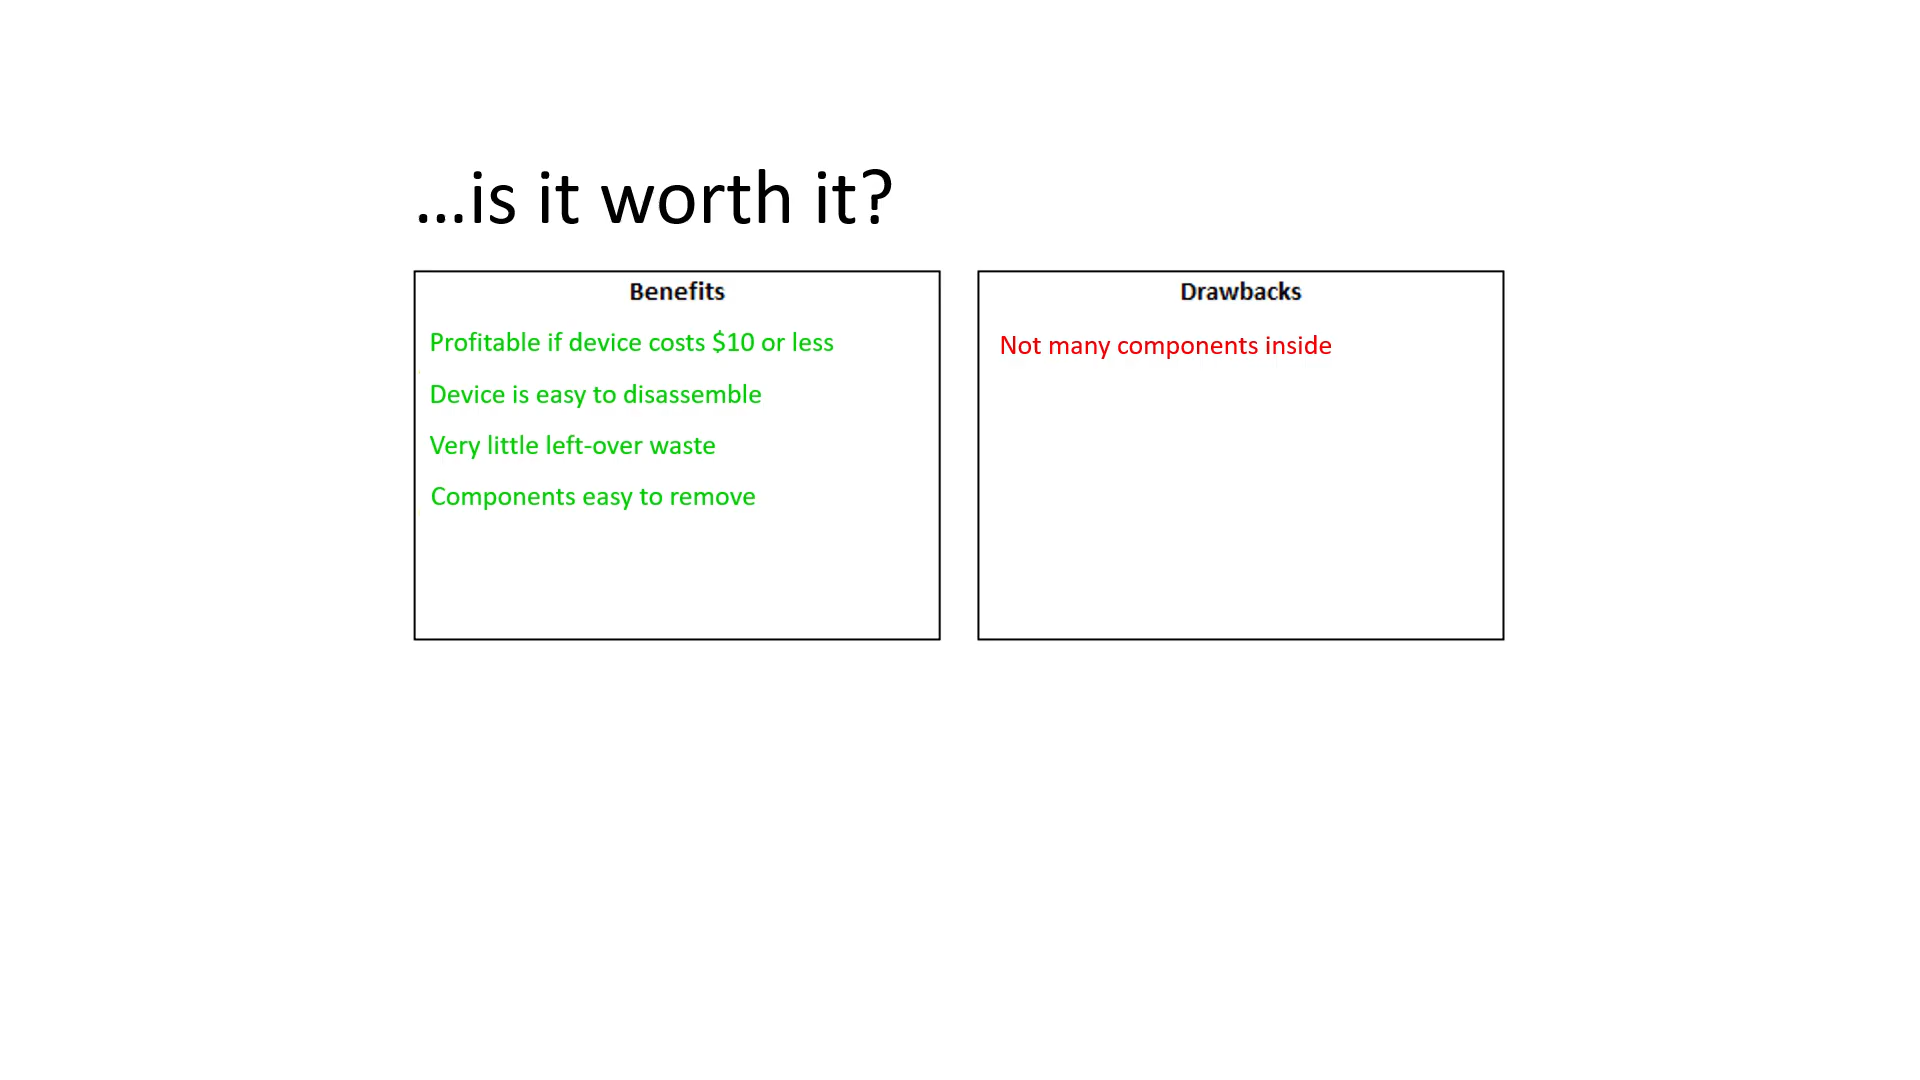 ...is it worth it?
Benefits
Profitable if device costs $10 or less
Device is easy to disassemble
Very little left-over waste
Components easy to remove
Drawbacks
Not many components inside